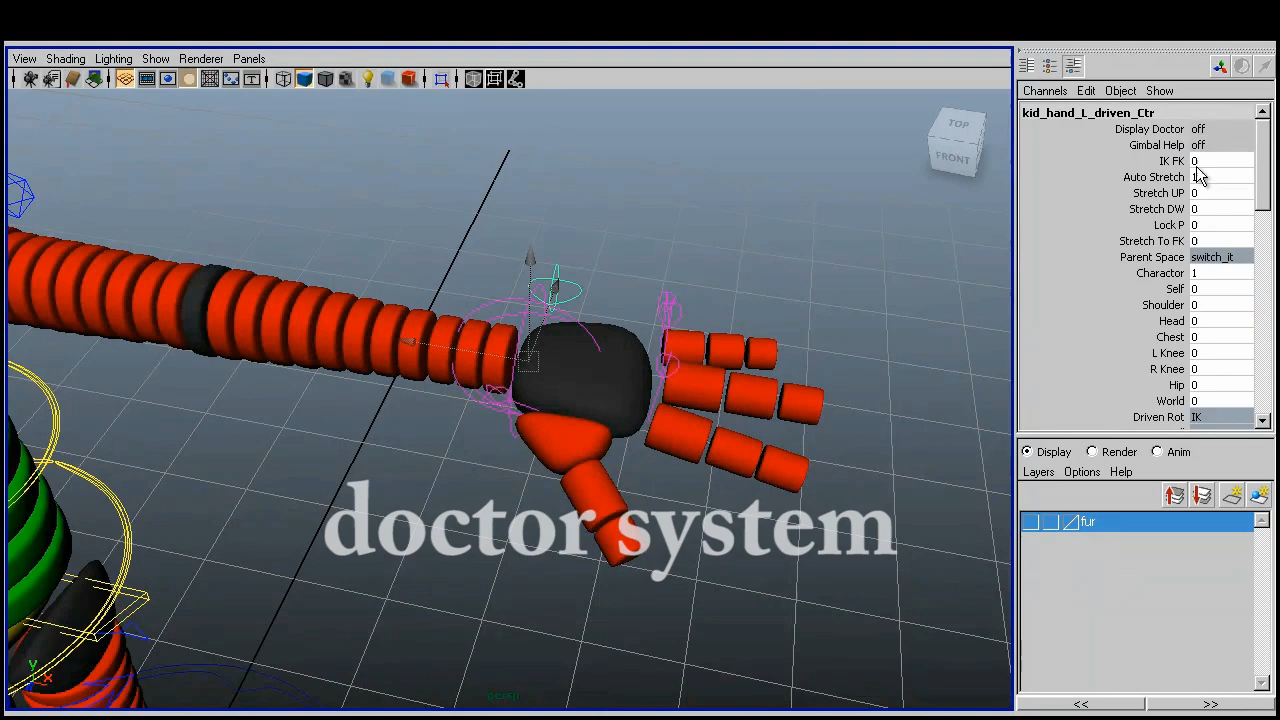 View Shading Lighting Show Renderer Panels
Channels Edit Object Show
kid_hand_L_driven_Ctr
Display Doctor off
Gimbal Help off
IK FK 0
Auto Stretch 1
Stretch UP 0
Stretch DW 0
Lock P 0
Stretch To FK 0
Parent Space switch_it
Charactor 1
Self 0
Shoulder 0
Head 0
Chest 0
L Knee 0
R Knee 0
Hip 0
World 0
Driven Rot IK
TOP
FRONT
doctor system
Display Render Anim
Layers Options Help
fur
y
x
persp
<< >>